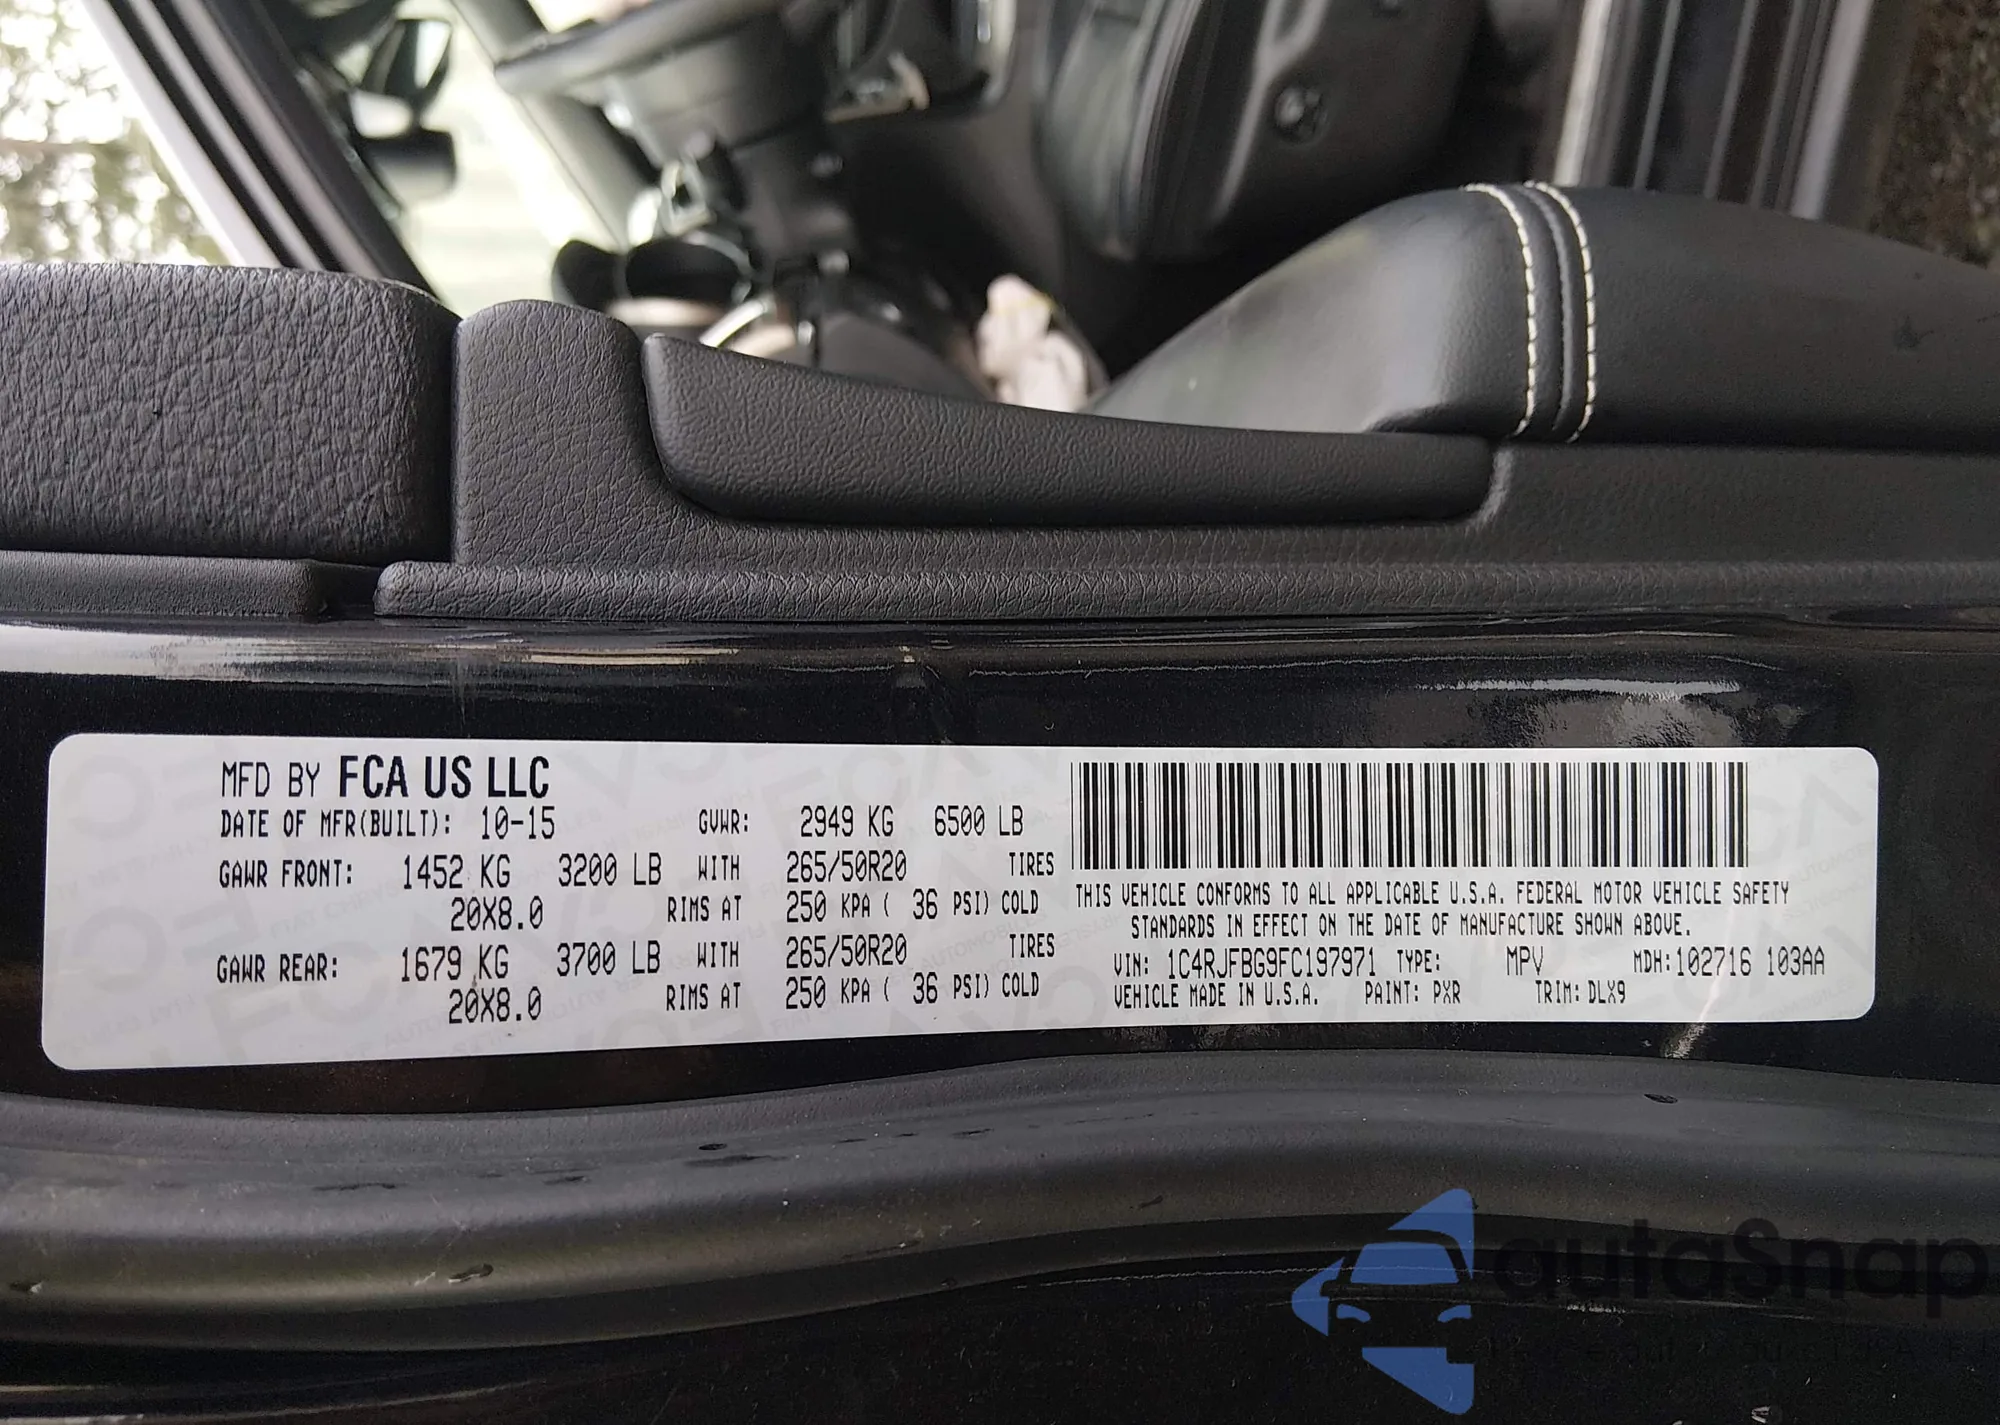 MFD BY FCA US LLC
DATE OF MFR(BUILT): 10-15 GVWR: 2949 KG 6500 LB
GAWR FRONT: 1452 KG 3200 LB WITH 265/50R20 TIRES
20X8.0 RIMS AT 250 KPA ( 36 PSI) COLD
GAWR REAR: 1679 KG 3700 LB WITH 265/50R20 TIRES
20X8.0 RIMS AT 250 KPA ( 36 PSI) COLD
THIS VEHICLE CONFORMS TO ALL APPLICABLE U.S.A. FEDERAL MOTOR VEHICLE SAFETY
STANDARDS IN EFFECT ON THE DATE OF MANUFACTURE SHOWN ABOVE.
VIN: 1C4RJFBG9FC197971 TYPE: MPV MDH:102716 103AA
VEHICLE MADE IN U.S.A. PAINT: PXR TRIM: DLX9
autaSnap